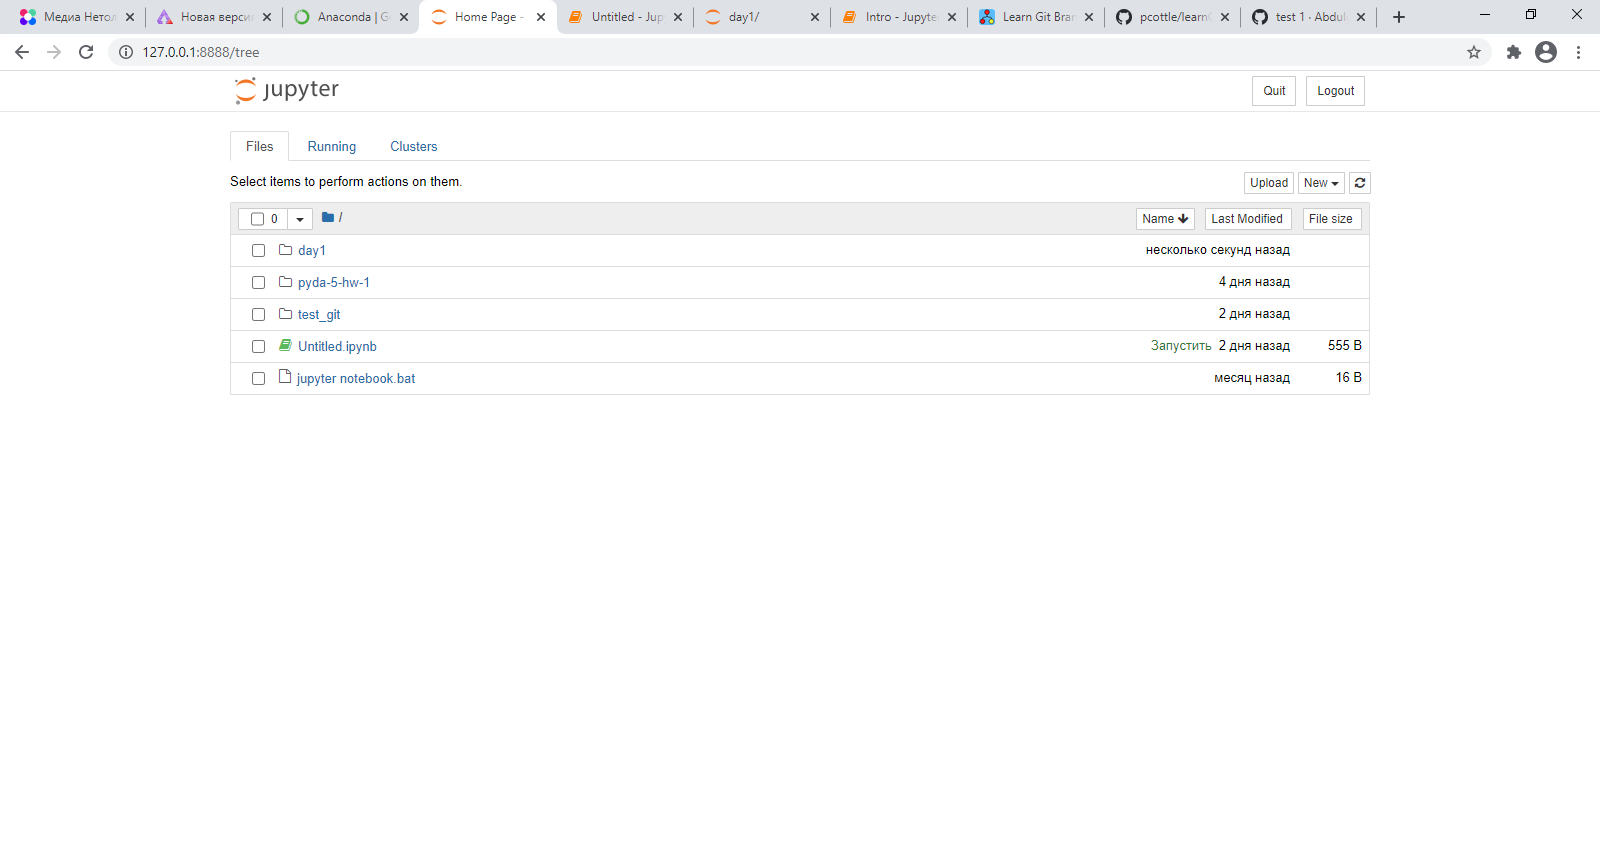 Медиа Нетол
Новая верси
Anaconda | G
Home Page -
Untitled - Jup
day1/
Intro - Jupyte
Learn Git Bran
pcottle/learn
test 1 · Abdul
127.0.0.1:8888/tree
jupyter
Quit
Logout
Files
Running
Clusters
Select items to perform actions on them.
Upload
New
0
/
Name
Last Modified
File size
day1
несколько секунд назад
pyda-5-hw-1
4 дня назад
test_git
2 дня назад
Untitled.ipynb
Запустить 2 дня назад
555 B
jupyter notebook.bat
месяц назад
16 B